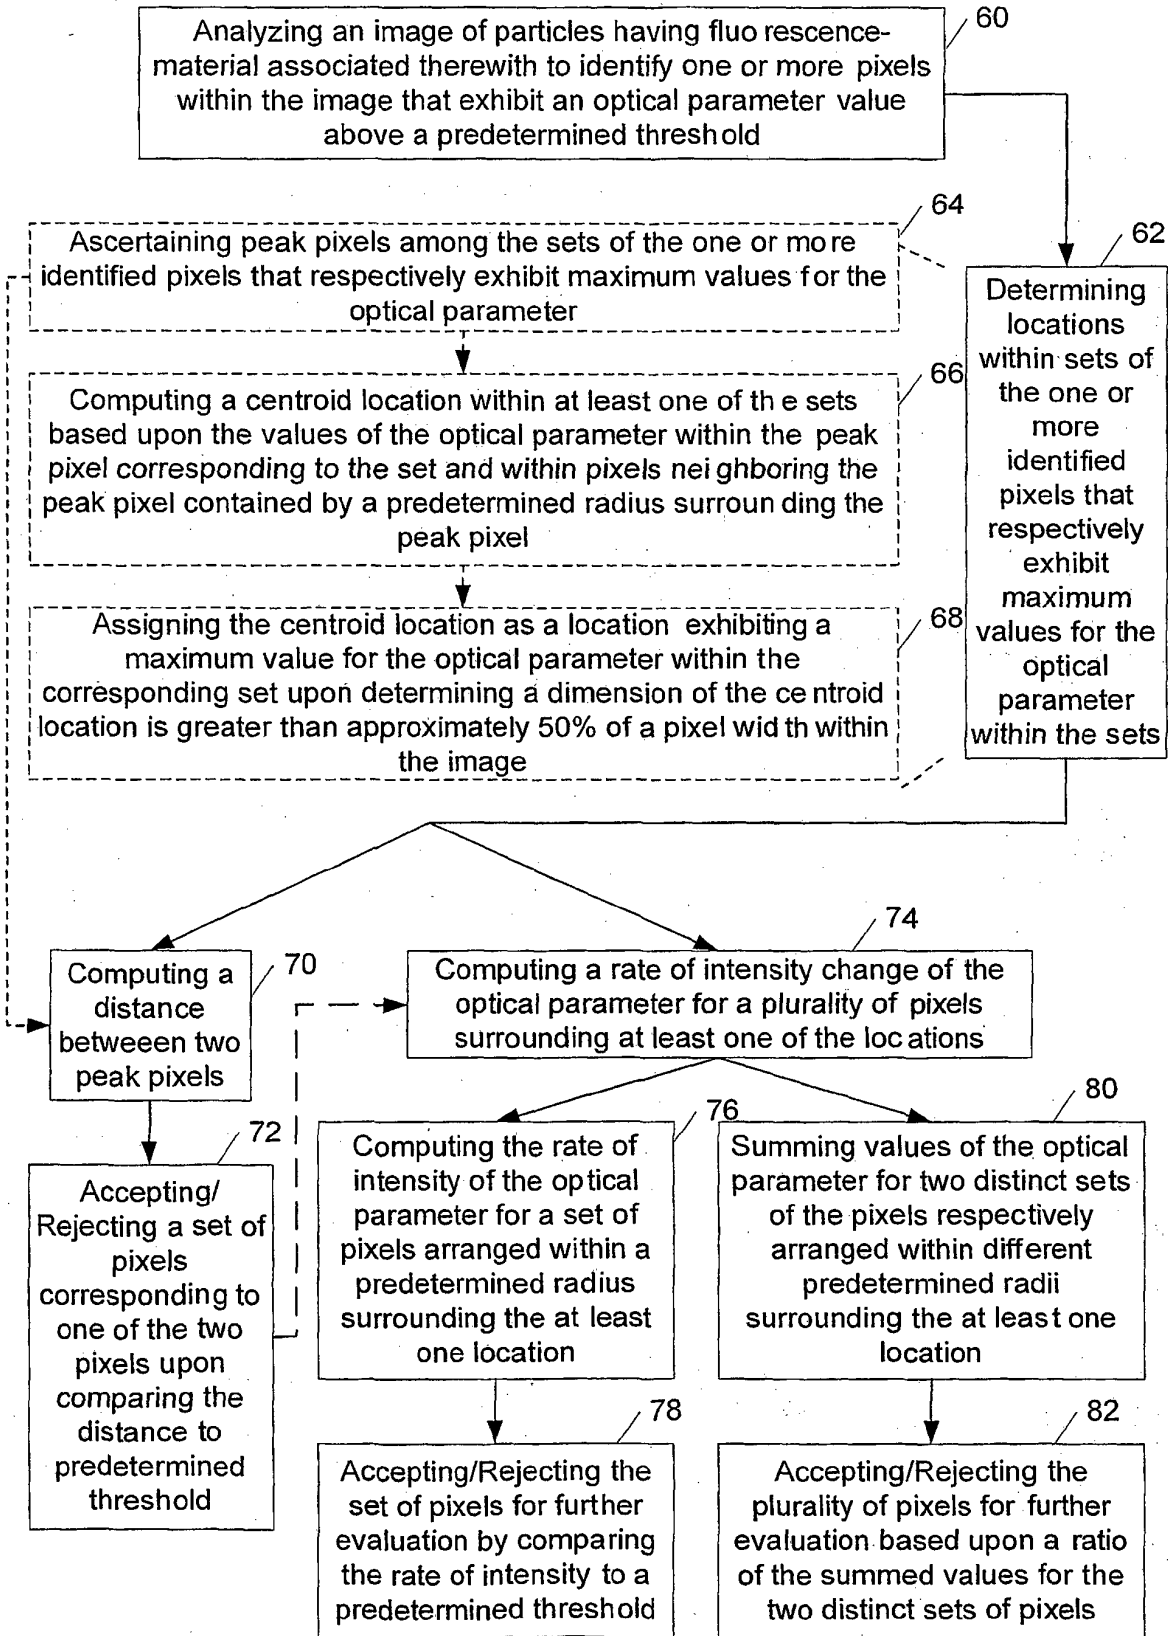 60
Analyzing an image of particles having fluo rescence-
material associated therewith to identify one or more pixels
within the image that exhibit an optical parameter value
above a predetermined threshold
64
Ascertaining peak pixels among the sets of the one or more
identified pixels that respectively exhibit maximum values for the
optical parameter
62
Determining
locations
within sets of
the one or
more
identified
pixels that
respectively
exhibit
maximum
values for the
optical
parameter
within the sets
66
Computing a centroid location within at least one of th e sets
based upon the values of the optical parameter within the peak
pixel corresponding to the set and within pixels nei ghboring the
peak pixel contained by a predetermined radius surroun ding the
peak pixel
68
Assigning the centroid location as a location exhibiting a
maximum value for the optical parameter within the
corresponding set upon determining a dimension of the ce ntroid
location is greater than approximately 50% of a pixel wid th within
the image
70
Computing a
distance
betweeen two
peak pixels
72
Accepting/
Rejecting a set of
pixels
corresponding to
one of the two
pixels upon
comparing the
distance to
predetermined
threshold
74
Computing a rate of intensity change of the
optical parameter for a plurality of pixels
surrounding at least one of the loc ations
76
Computing the rate of
intensity of the optical
parameter for a set of
pixels arranged within a
predetermined radius
surrounding the at least
one location
78
Accepting/Rejecting the
set of pixels for further
evaluation by comparing
the rate of intensity to a
predetermined threshold
80
Summing values of the optical
parameter for two distinct sets
of the pixels respectively
arranged within different
predetermined radii
surrounding the at least one
location
82
Accepting/Rejecting the
plurality of pixels for further
evaluation based upon a ratio
of the summed values for the
two distinct sets of pixels